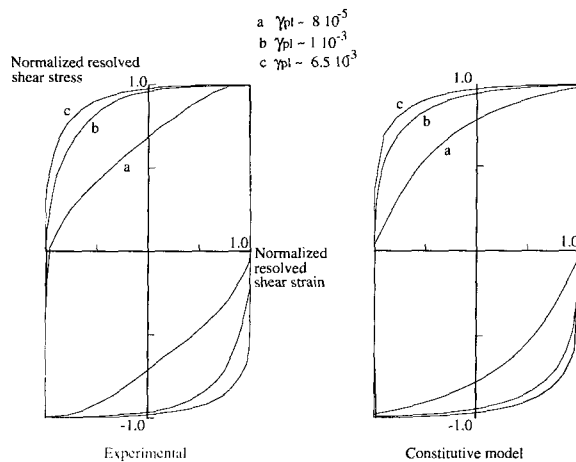 a γpl ~ 8 10⁻⁵
b γpl ~ 1 10⁻³
c γpl ~ 6.5 10⁻³
Normalized resolved
shear stress
1.0
c
b
a
1.0
Normalized
resolved
shear strain
-1.0
Experimental
1.0
c
b
a
1.0
-1.0
Constitutive model